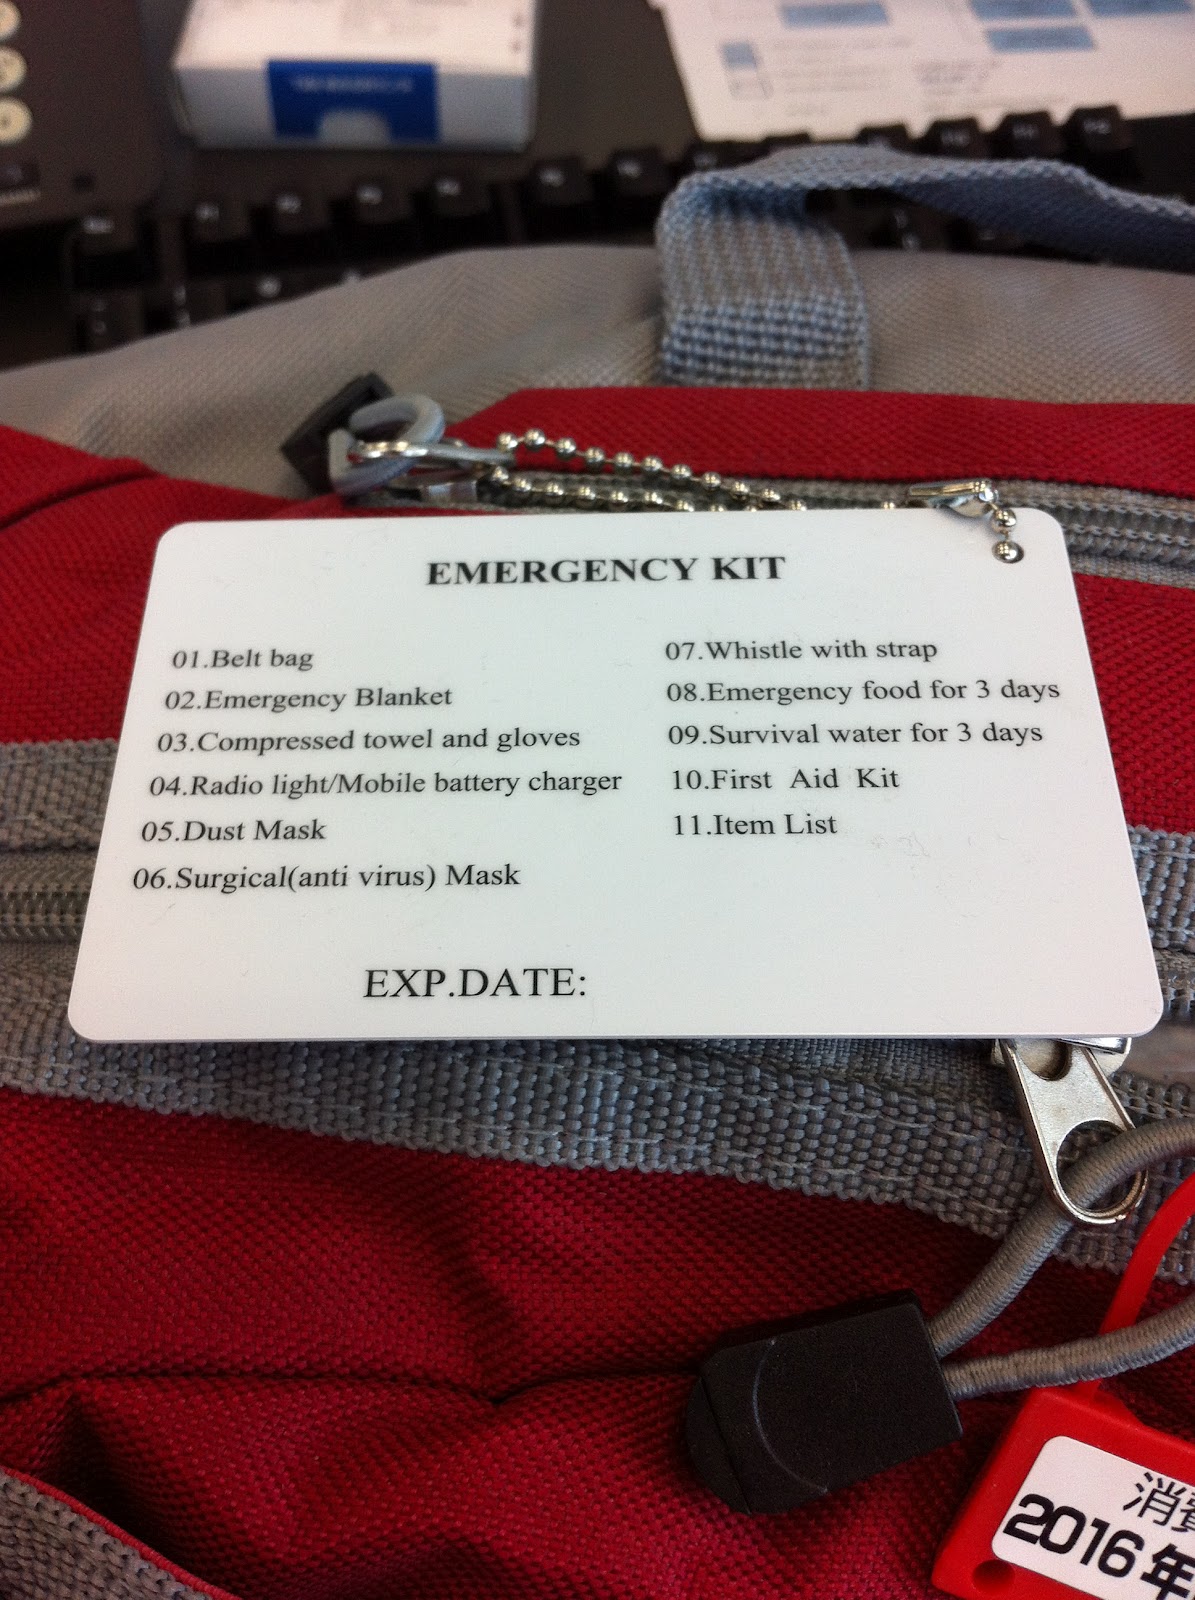 EMERGENCY KIT
01.Belt bag
02.Emergency Blanket
03.Compressed towel and gloves
04.Radio light/Mobile battery charger
05.Dust Mask
06.Surgical(anti virus) Mask
07.Whistle with strap
08.Emergency food for 3 days
09.Survival water for 3 days
10.First Aid Kit
11.Item List
EXP.DATE:
消費
2016年